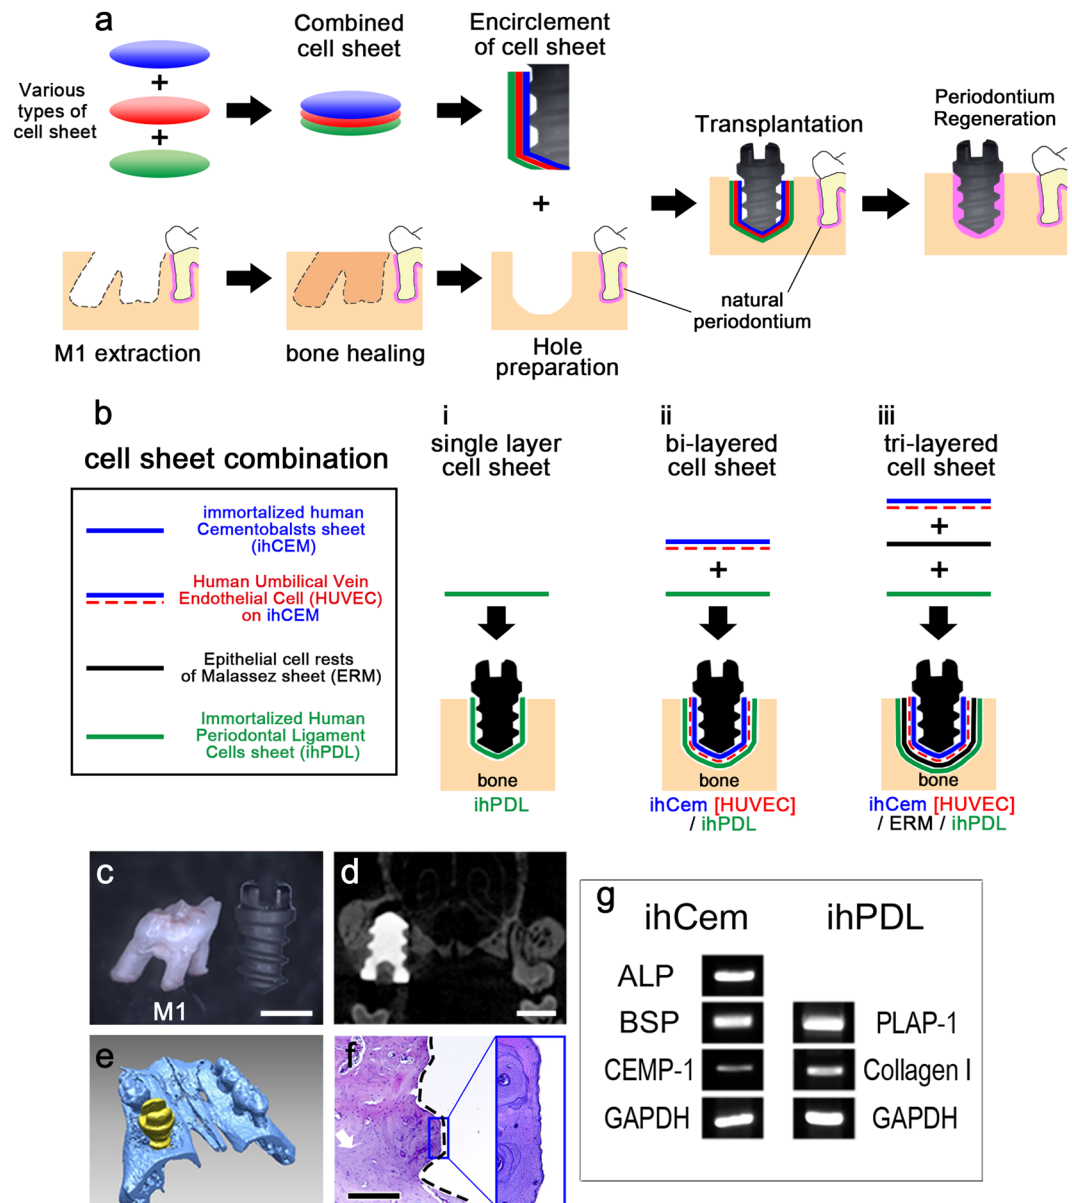 a
Various
types of
cell sheet
+
+
Combined
cell sheet
Encirclement
of cell sheet
+
Transplantation
Periodontium
Regeneration
natural
periodontium
M1 extraction
bone healing
Hole
preparation
b
cell sheet combination
immortalized human
Cementobalsts sheet
(ihCEM)
Human Umbilical Vein
Endothelial Cell (HUVEC)
on ihCEM
Epithelial cell rests
of Malassez sheet (ERM)
Immortalized Human
Periodontal Ligament
Cells sheet (ihPDL)
i
single layer
cell sheet
bone
ihPDL
ii
bi-layered
cell sheet
+
bone
ihCem [HUVEC]
/ ihPDL
iii
tri-layered
cell sheet
+
+
bone
ihCem [HUVEC]
/ ERM / ihPDL
c
M1
d
e
f
g
ihCem
ihPDL
ALP
BSP
PLAP-1
CEMP-1
Collagen I
GAPDH
GAPDH